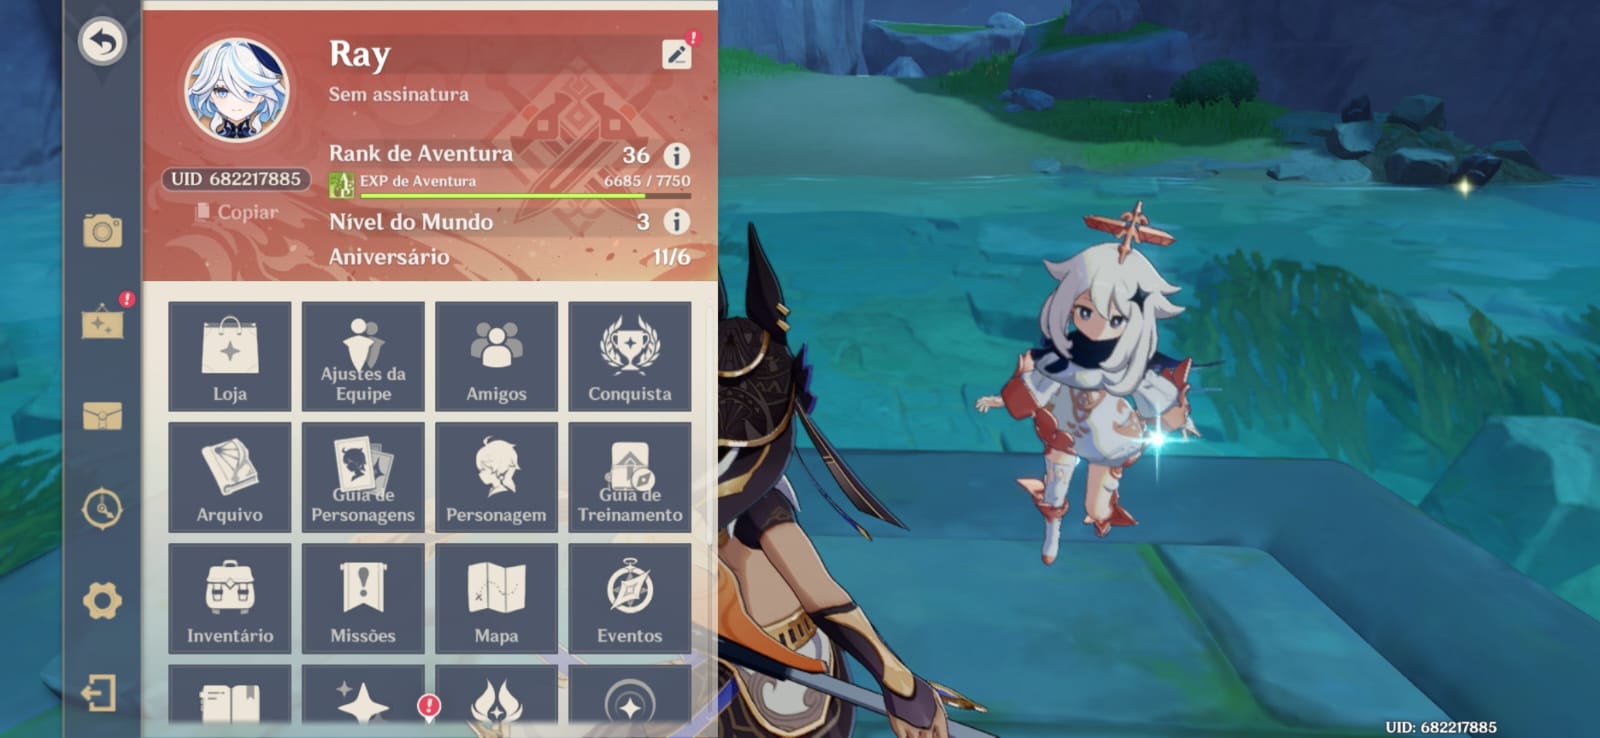 Ray
Sem assinatura
Rank de Aventura 36
EXP de Aventura 6685 / 7750
UID 682217885
Copiar
Nível do Mundo 3
Aniversário 11/6
Loja
Ajustes da
Equipe
Amigos
Conquista
Arquivo
Guia de
Personagens
Personagem
Guia de
Treinamento
Inventário
Missões
Mapa
Eventos
UID: 682217885